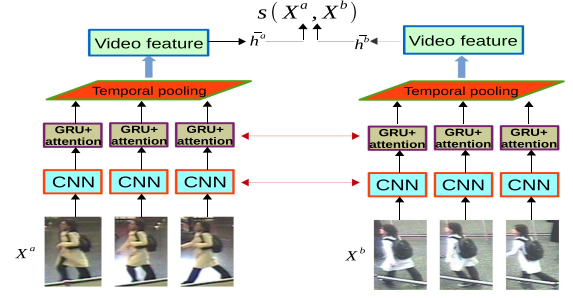 s(X^a, X^b)
Video feature
h̄^a
h̄^b
Video feature
Temporal pooling
Temporal pooling
GRU+ attention
GRU+ attention
GRU+ attention
GRU+ attention
GRU+ attention
GRU+ attention
CNN
CNN
CNN
CNN
CNN
CNN
X^a
X^b